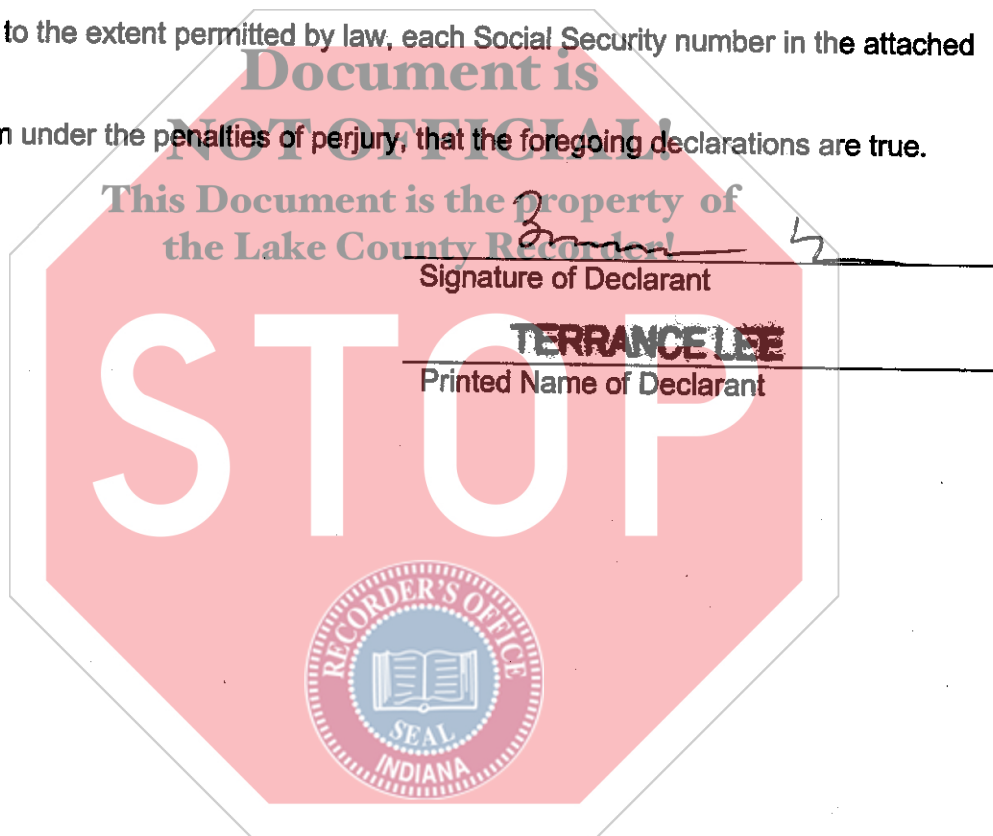 to the extent permitted by law, each Social Security number in the attached
Document is
under the penalties of perjury, that the foregoing declarations are true.
NOT OFFICIAL!
This Document is the property of
the Lake County Recorder!
Signature of Declarant
TERRANCE LEE
Printed Name of Declarant
STOP
RECORDER'S OFFICE
SEAL
INDIANA